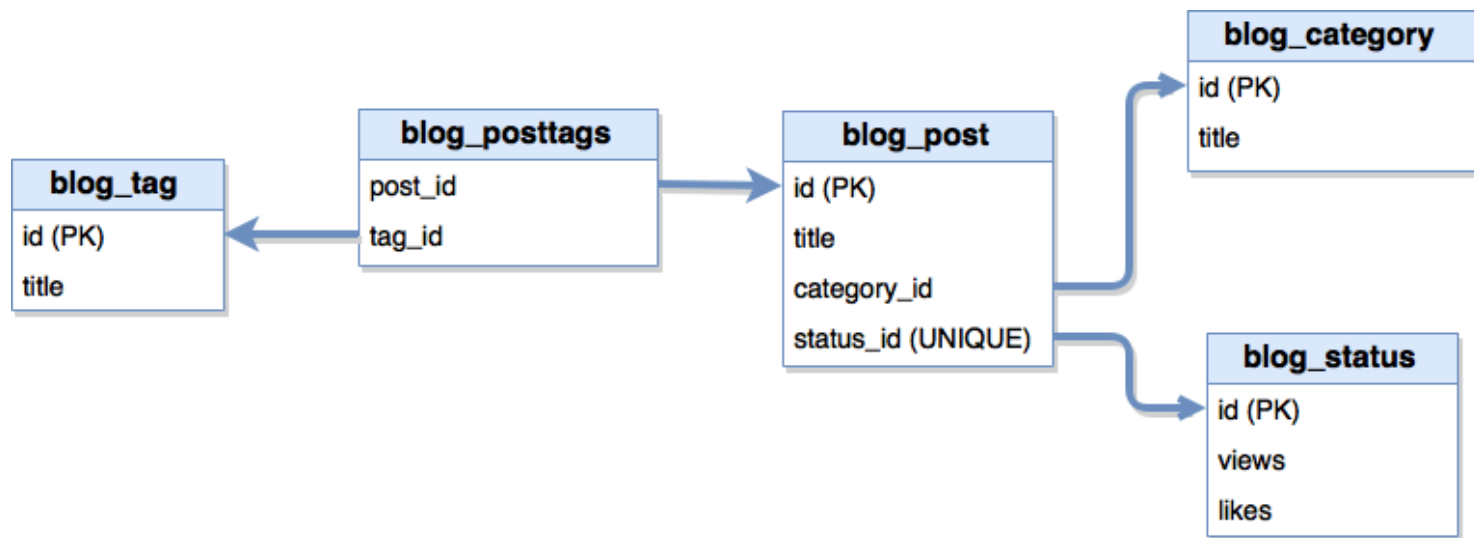 blog_tag
id (PK)
title
blog_posttags
post_id
tag_id
blog_post
id (PK)
title
category_id
status_id (UNIQUE)
blog_category
id (PK)
title
blog_status
id (PK)
views
likes